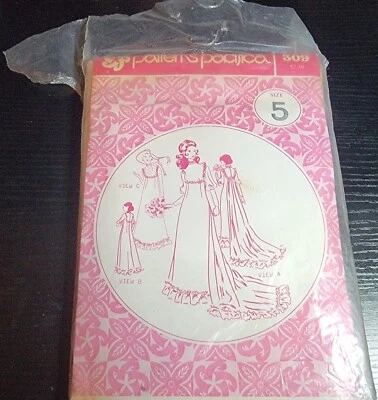 patterns pacifica 309
SIZE
5
VIEW C
VIEW A
VIEW B